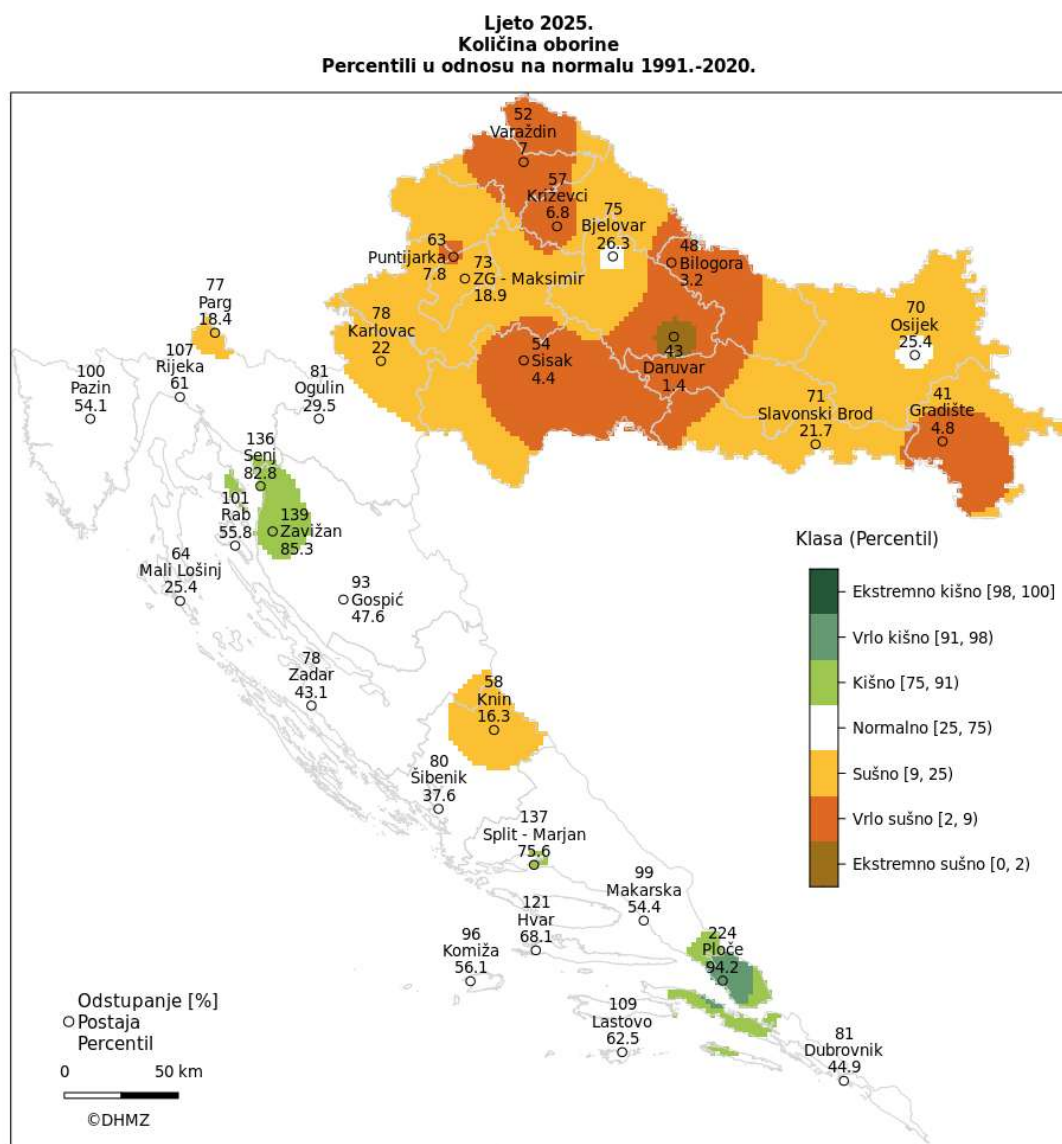 Ljeto 2025.
Količina oborine
Percentili u odnosu na normalu 1991.-2020.
52
Varaždin
7
57
Križevci
6.8
75
Bjelovar
26.3
63
Puntijarka
7.8
73
ZG - Maksimir
18.9
48
Bilogora
3.2
77
Parg
18.4
78
Karlovac
22
70
Osijek
25.4
107
Rijeka
61
54
Sisak
4.4
43
Daruvar
1.4
100
Pazin
54.1
81
Ogulin
29.5
71
Slavonski Brod
21.7
41
Gradište
4.8
136
Senj
82.8
101
Rab
55.8
139
Zavižan
85.3
64
Mali Lošinj
25.4
93
Gospić
47.6
78
Zadar
43.1
58
Knin
16.3
80
Šibenik
37.6
137
Split - Marjan
75.6
99
Makarska
54.4
121
Hvar
68.1
96
Komiža
56.1
224
Ploče
94.2
109
Lastovo
62.5
81
Dubrovnik
44.9
Klasa (Percentil)
Ekstremno kišno [98, 100]
Vrlo kišno [91, 98)
Kišno [75, 91)
Normalno [25, 75)
Sušno [9, 25)
Vrlo sušno [2, 9)
Ekstremno sušno [0, 2)
Odstupanje [%]
Postaja
Percentil
0 50 km
©DHMZ